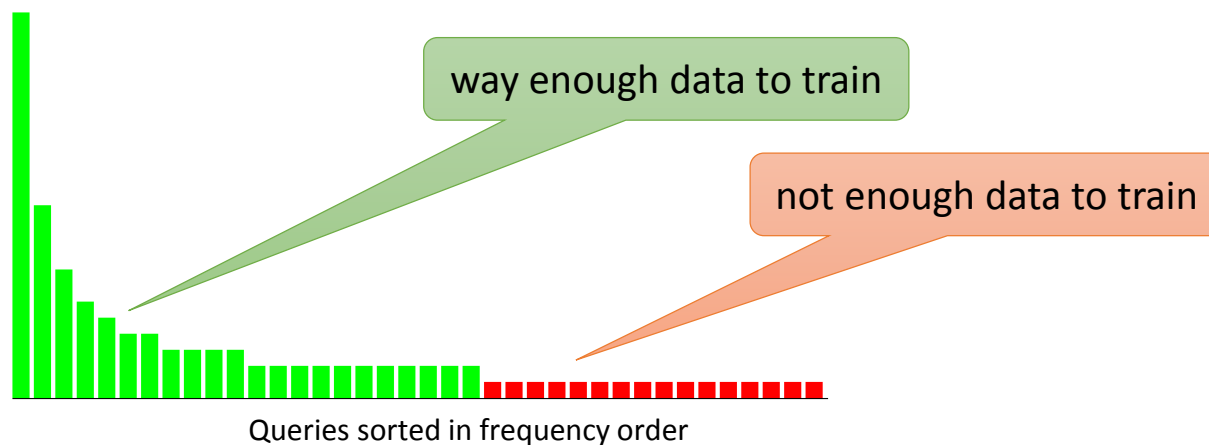 way enough data to train
not enough data to train
Queries sorted in frequency order